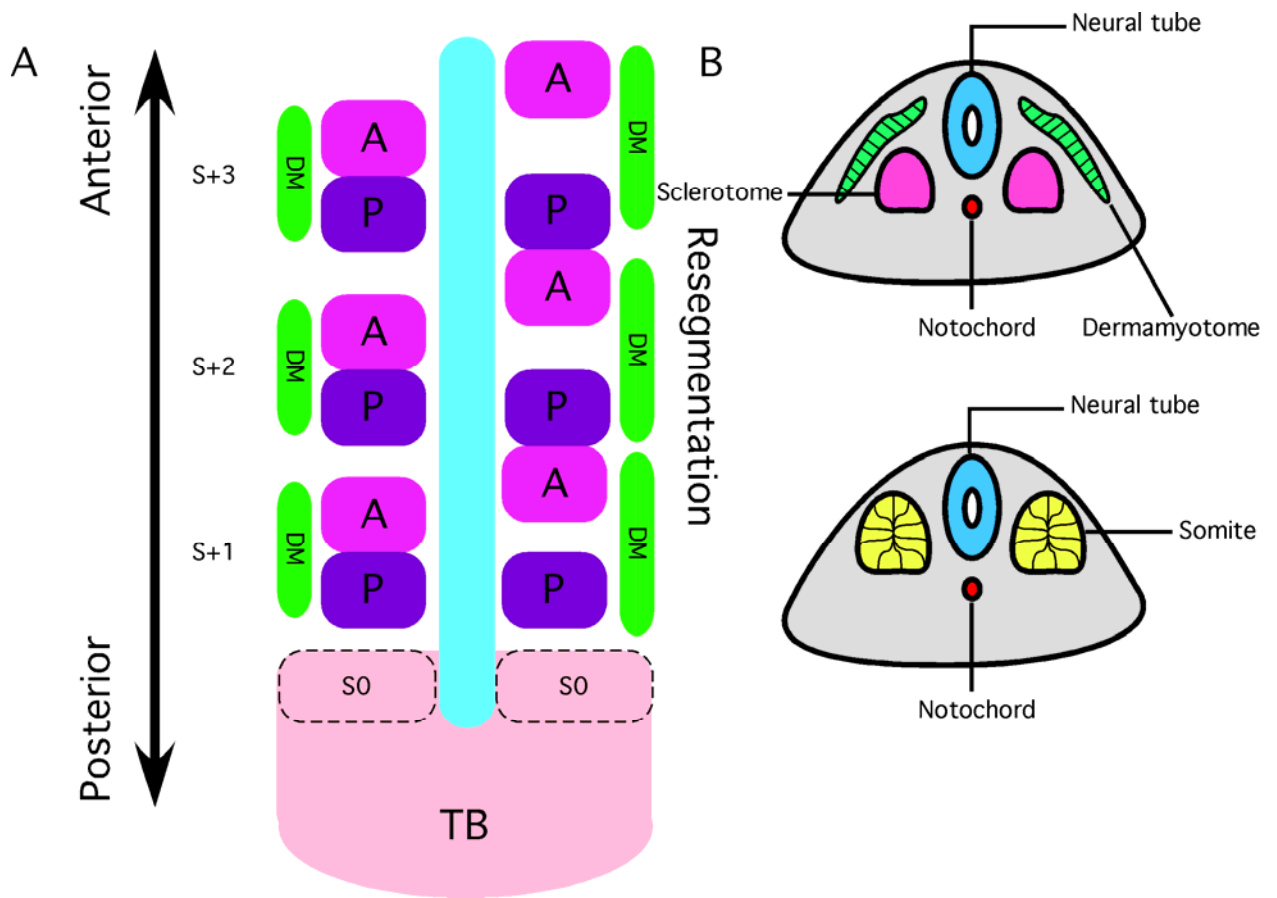 A
Anterior
Posterior
S+3
S+2
S+1
DM
A
P
DM
A
P
DM
A
P
A
P
DM
A
P
DM
A
P
DM
Resegmentation
S0
S0
TB
B
Neural tube
Sclerotome
Notochord
Dermamyotome
Neural tube
Somite
Notochord